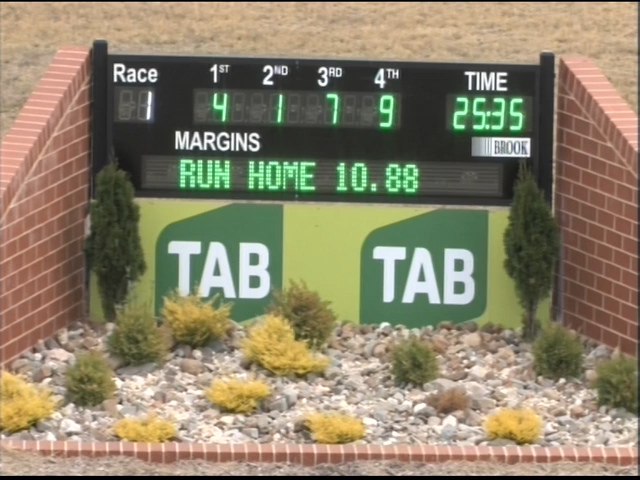 Race 1ST 2ND 3RD 4TH TIME
1 4 1 7 9 25:35
MARGINS BROOK
RUN HOME 10.88
TAB TAB